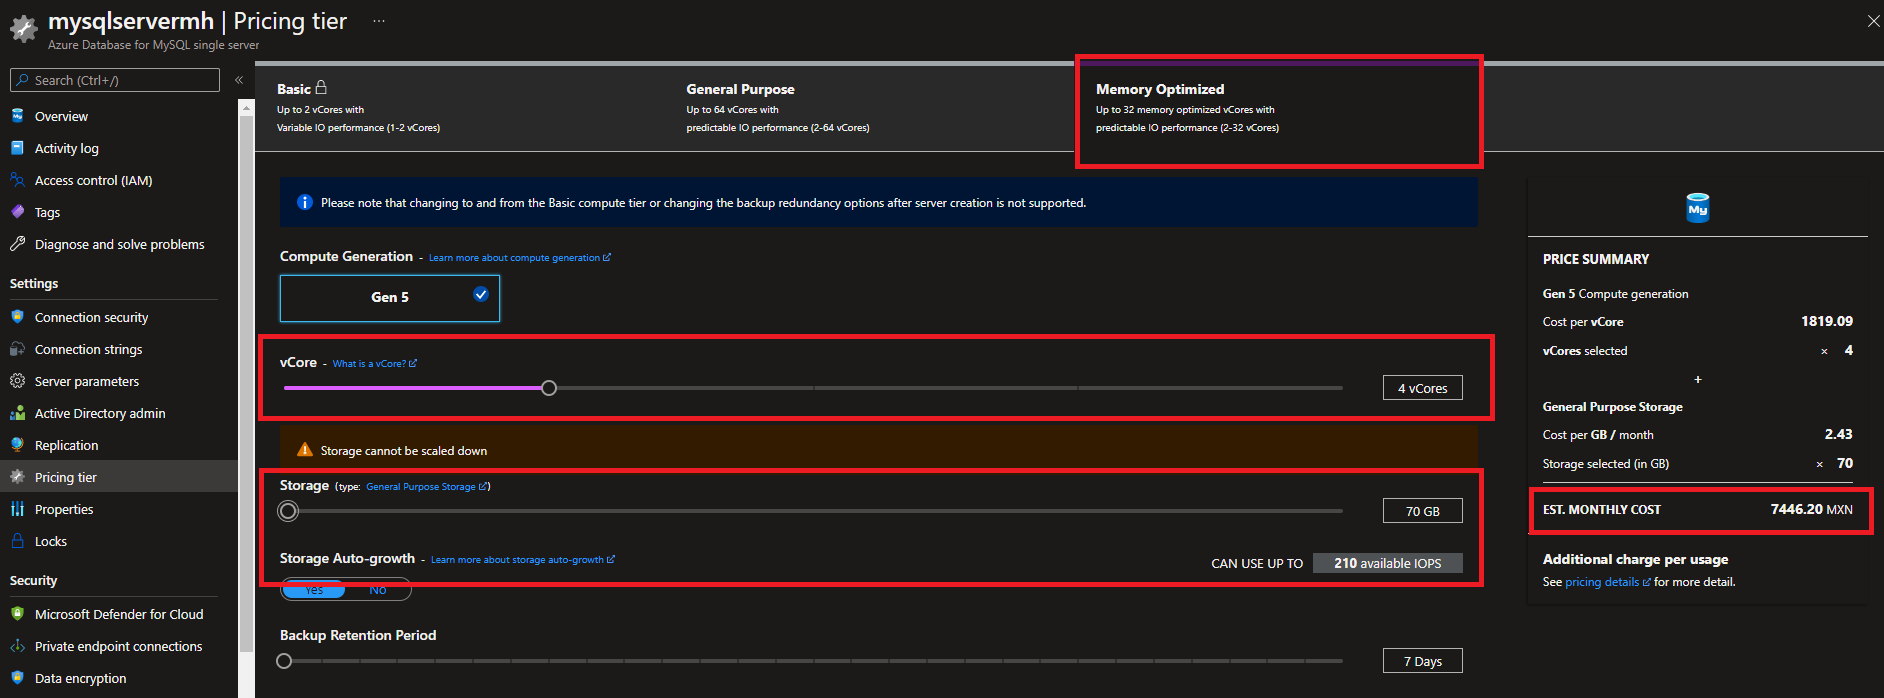 mysqlservermh | Pricing tier ...
Azure Database for MySQL single server
Search (Ctrl+/)
«
Overview
Activity log
Access control (IAM)
Tags
Diagnose and solve problems
Settings
Connection security
Connection strings
Server parameters
Active Directory admin
Replication
Pricing tier
Properties
Locks
Security
Microsoft Defender for Cloud
Private endpoint connections
Data encryption
Basic
Up to 2 vCores with
Variable IO performance (1-2 vCores)
General Purpose
Up to 64 vCores with
predictable IO performance (2-64 vCores)
Memory Optimized
Up to 32 memory optimized vCores with
predictable IO performance (2-32 vCores)
Please note that changing to and from the Basic compute tier or changing the backup redundancy options after server creation is not supported.
Compute Generation - Learn more about compute generation
Gen 5
vCore - What is a vCore?
4 vCores
Storage cannot be scaled down
Storage (type: General Purpose Storage)
70 GB
Storage Auto-growth - Learn more about storage auto-growth
CAN USE UP TO 210 available IOPS
Yes No
Backup Retention Period
7 Days
My
PRICE SUMMARY
Gen 5 Compute generation
Cost per vCore 1819.09
vCores selected × 4
+
General Purpose Storage
Cost per GB / month 2.43
Storage selected (in GB) × 70
EST. MONTHLY COST 7446.20 MXN
Additional charge per usage
See pricing details for more detail.